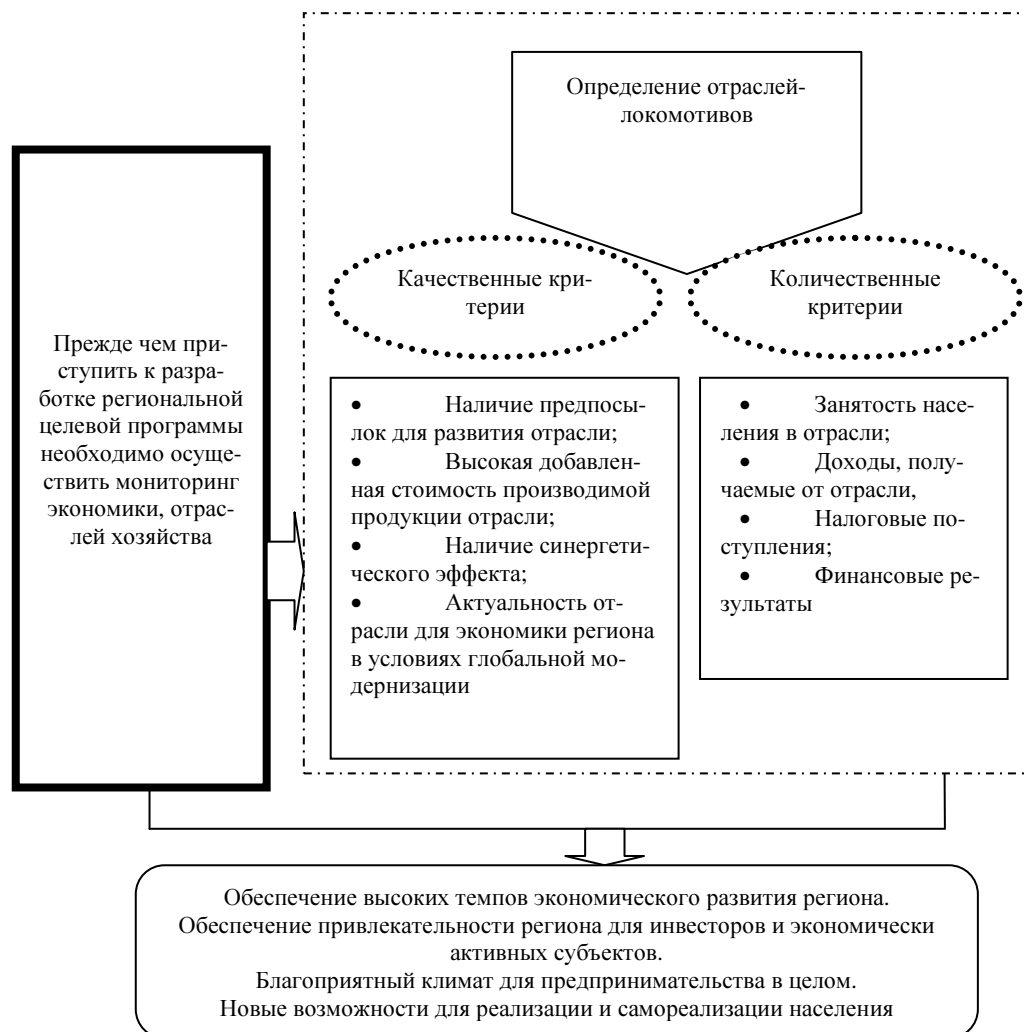 Определение отраслей-
локомотивов
Прежде чем при-
ступить к разра-
ботке региональной
целевой программы
необходимо осуще-
ствить мониторинг
экономики, отрас-
лей хозяйства
Качественные кри-
терии
Количественные
критерии
• Наличие предпосы-
лок для развития отрасли;
• Высокая добавлен-
ная стоимость производимой
продукции отрасли;
• Наличие синергети-
ческого эффекта;
• Актуальность от-
расли для экономики региона
в условиях глобальной мо-
дернизации
• Занятость насе-
ления в отрасли;
• Доходы, полу-
чаемые от отрасли,
• Налоговые по-
ступления;
• Финансовые ре-
зультаты
Обеспечение высоких темпов экономического развития региона.
Обеспечение привлекательности региона для инвесторов и экономически
активных субъектов.
Благоприятный климат для предпринимательства в целом.
Новые возможности для реализации и самореализации населения